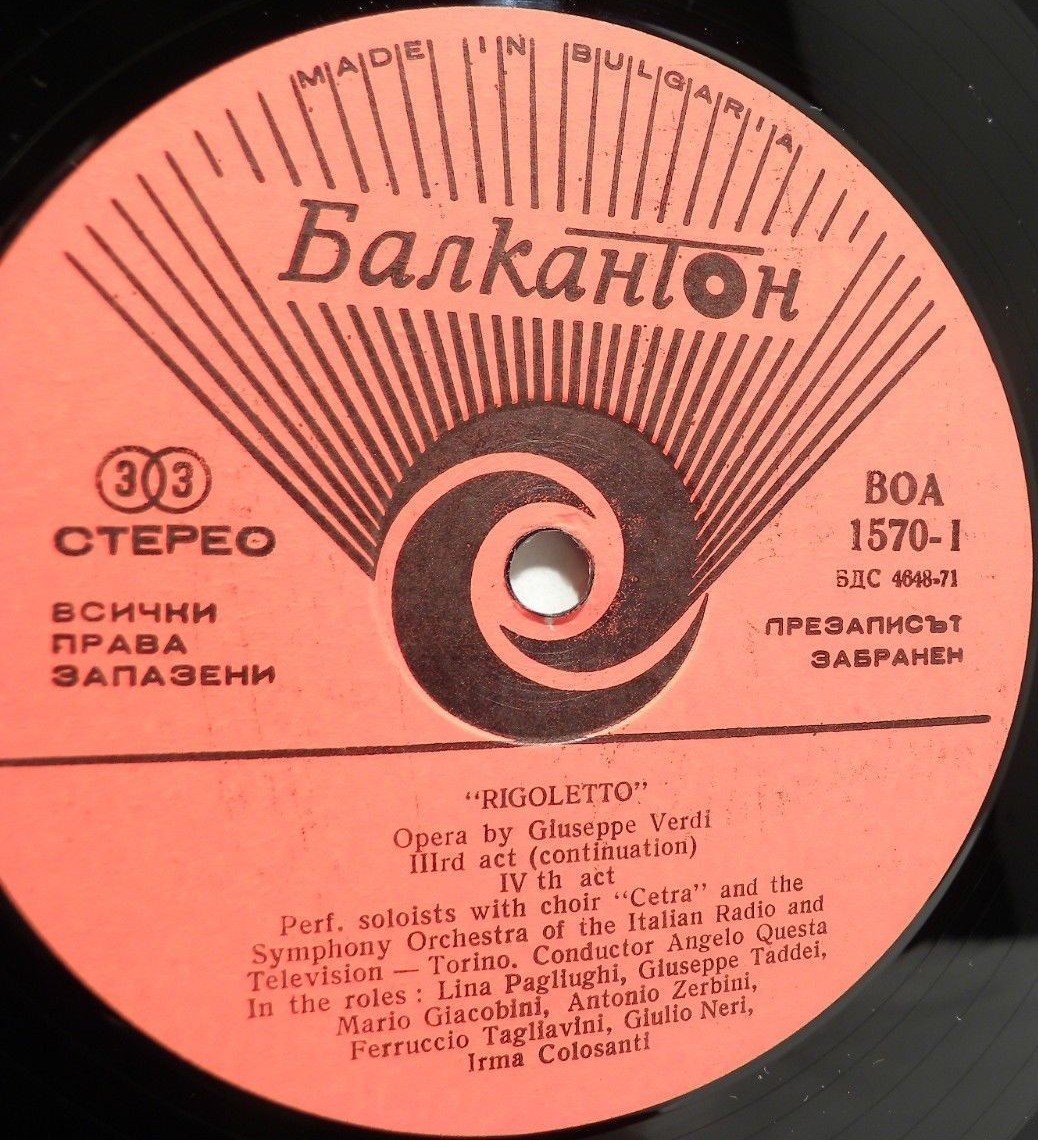 MADE IN BULGARIA
Балкантон
33
СТЕРЕО
ВСИЧКИ
ПРАВА
ЗАПАЗЕНИ
ВОА
1570-I
БДС 4648-71
ПРЕЗАПИСЪТ
ЗАБРАНЕН
"RIGOLETTO"
Opera by Giuseppe Verdi
IIIrd act (continuation)
IV th act
Perf. soloists with choir "Cetra" and the
Symphony Orchestra of the Italian Radio and
Television — Torino. Conductor Angelo Questa
In the roles : Lina Pagliughi, Giuseppe Taddei,
Mario Giacobini, Antonio Zerbini,
Ferruccio Tagliavini, Giulio Neri,
Irma Colosanti